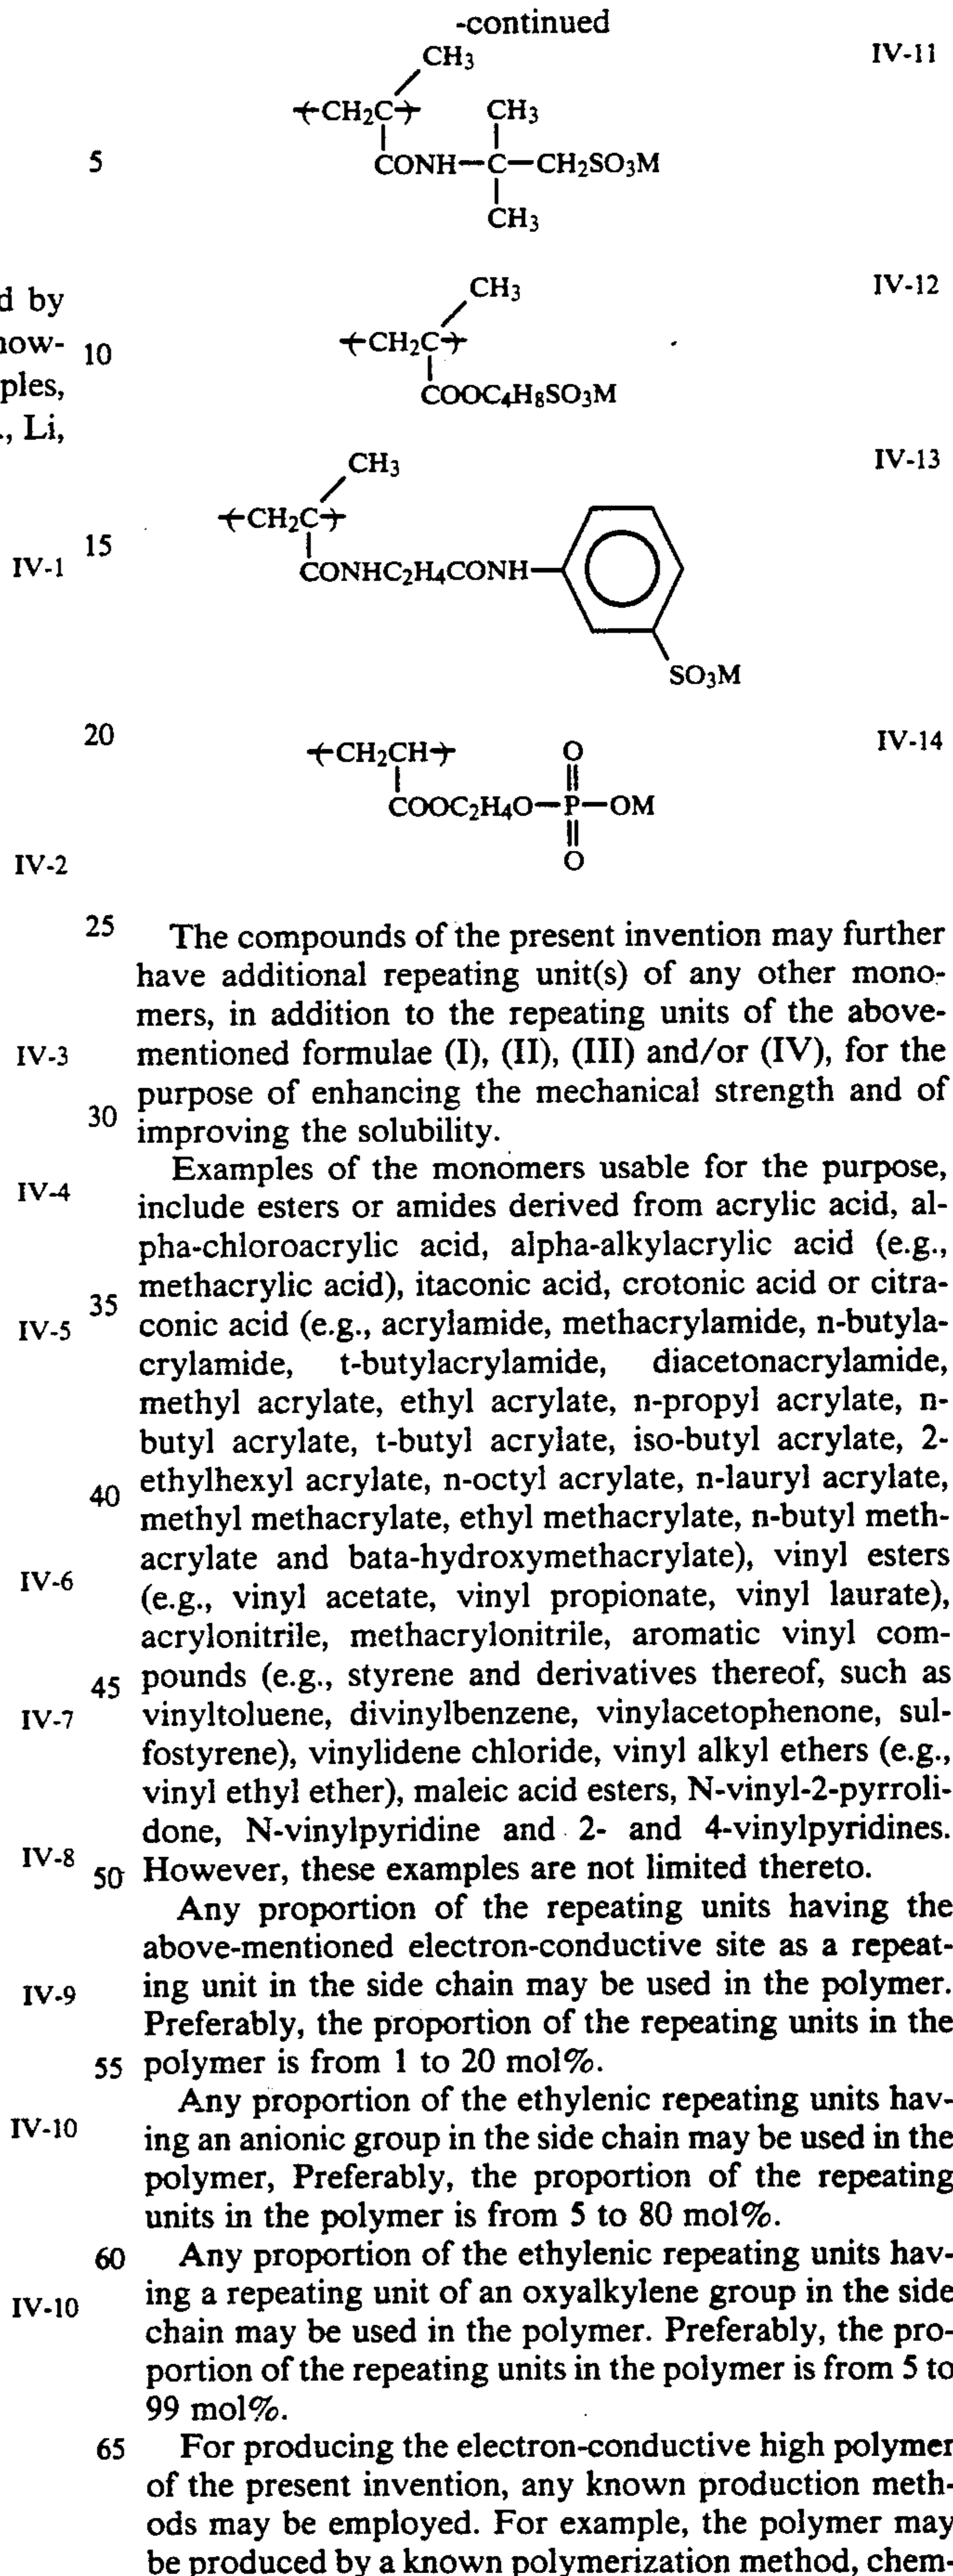 -continued
CH3 IV-11
-(CH2C)- CH3
5 CONH-C-CH2SO3M
CH3
CH3 IV-12
d by
-(CH2C)-
now- 10
ples, COOC4H8SO3M
., Li,
CH3 IV-13
-(CH2C)-
15
IV-1 CONHC2H4CONH-
SO3M
20 IV-14
-(CH2CH)- O
COOC2H4O-P-OM
O
IV-2
25 The compounds of the present invention may further
have additional repeating unit(s) of any other mono-
mers, in addition to the repeating units of the above-
IV-3 mentioned formulae (I), (II), (III) and/or (IV), for the
purpose of enhancing the mechanical strength and of
30 improving the solubility.
Examples of the monomers usable for the purpose,
IV-4 include esters or amides derived from acrylic acid, al-
pha-chloroacrylic acid, alpha-alkylacrylic acid (e.g.,
methacrylic acid), itaconic acid, crotonic acid or citra-
35
IV-5 conic acid (e.g., acrylamide, methacrylamide, n-butyla-
crylamide, t-butylacrylamide, diacetonacrylamide,
methyl acrylate, ethyl acrylate, n-propyl acrylate, n-
butyl acrylate, t-butyl acrylate, iso-butyl acrylate, 2-
ethylhexyl acrylate, n-octyl acrylate, n-lauryl acrylate,
40
methyl methacrylate, ethyl methacrylate, n-butyl meth-
acrylate and bata-hydroxymethacrylate), vinyl esters
IV-6
(e.g., vinyl acetate, vinyl propionate, vinyl laurate),
acrylonitrile, methacrylonitrile, aromatic vinyl com-
45 pounds (e.g., styrene and derivatives thereof, such as
IV-7 vinyltoluene, divinylbenzene, vinylacetophenone, sul-
fostyrene), vinylidene chloride, vinyl alkyl ethers (e.g.,
vinyl ethyl ether), maleic acid esters, N-vinyl-2-pyrroli-
done, N-vinylpyridine and 2- and 4-vinylpyridines.
IV-8 50 However, these examples are not limited thereto.
Any proportion of the repeating units having the
above-mentioned electron-conductive site as a repeat-
IV-9 ing unit in the side chain may be used in the polymer.
Preferably, the proportion of the repeating units in the
55 polymer is from 1 to 20 mol%.
Any proportion of the ethylenic repeating units hav-
IV-10 ing an anionic group in the side chain may be used in the
polymer, Preferably, the proportion of the repeating
units in the polymer is from 5 to 80 mol%.
60 Any proportion of the ethylenic repeating units hav-
IV-10 ing a repeating unit of an oxyalkylene group in the side
chain may be used in the polymer. Preferably, the pro-
portion of the repeating units in the polymer is from 5 to
99 mol%.
65 For producing the electron-conductive high polymer
of the present invention, any known production meth-
ods may be employed. For example, the polymer may
be produced by a known polymerization method, chem-